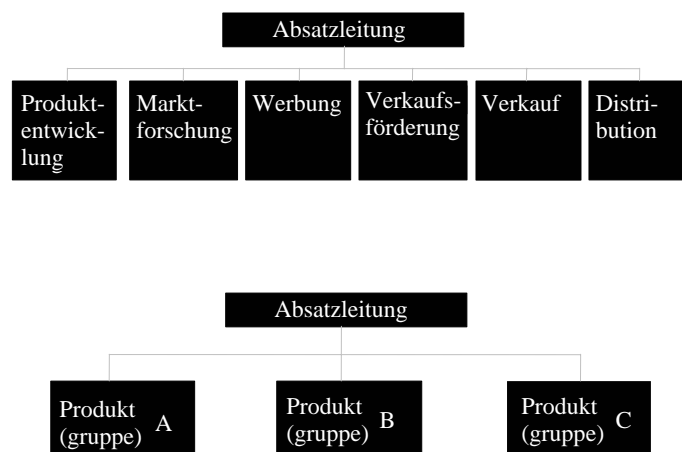 Absatzleitung
Produkt-
entwick-
lung
Markt-
forschung
Werbung
Verkaufs-
förderung
Verkauf
Distri-
bution
Absatzleitung
Produkt
(gruppe) A
Produkt
(gruppe) B
Produkt
(gruppe) C